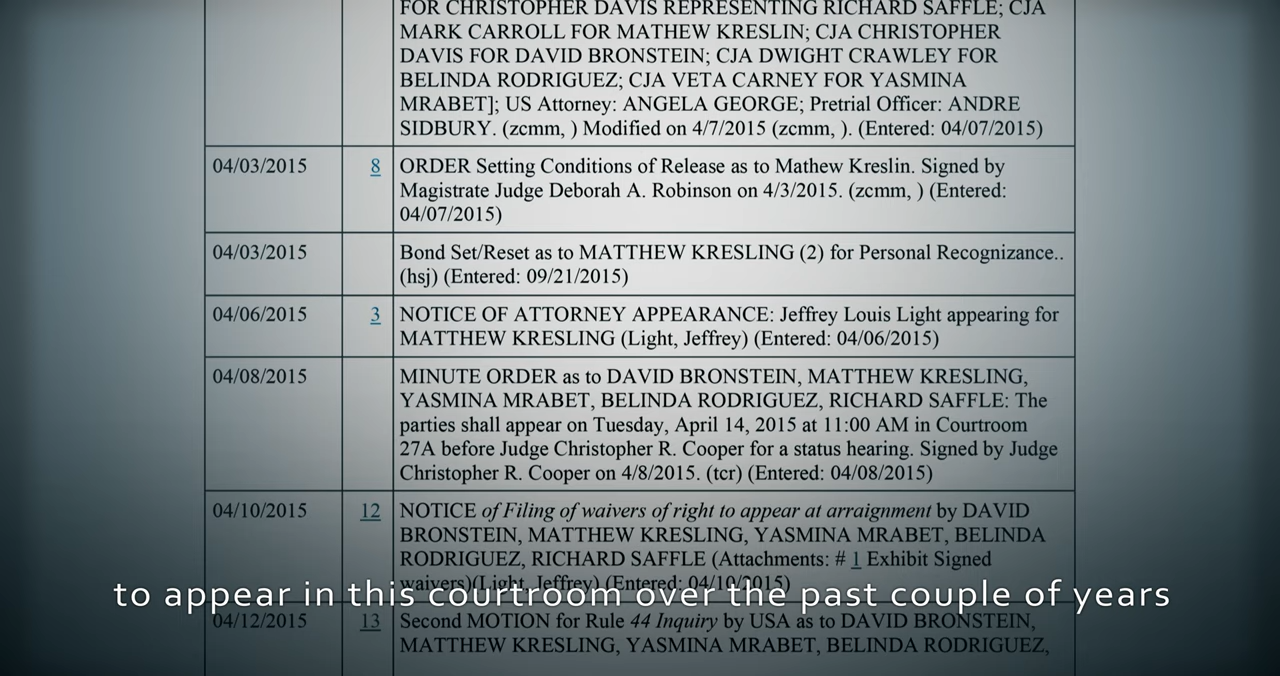 FOR CHRISTOPHER DAVIS REPRESENTING RICHARD SAFFLE; CJA
MARK CARROLL FOR MATHEW KRESLIN; CJA CHRISTOPHER
DAVIS FOR DAVID BRONSTEIN; CJA DWIGHT CRAWLEY FOR
BELINDA RODRIGUEZ; CJA VETA CARNEY FOR YASMINA
MRABET]; US Attorney: ANGELA GEORGE; Pretrial Officer: ANDRE
SIDBURY. (zcmm, ) Modified on 4/7/2015 (zcmm, ). (Entered: 04/07/2015)
04/03/2015 8 ORDER Setting Conditions of Release as to Mathew Kreslin. Signed by
Magistrate Judge Deborah A. Robinson on 4/3/2015. (zcmm, ) (Entered:
04/07/2015)
04/03/2015 Bond Set/Reset as to MATTHEW KRESLING (2) for Personal Recognizance..
(hsj) (Entered: 09/21/2015)
04/06/2015 3 NOTICE OF ATTORNEY APPEARANCE: Jeffrey Louis Light appearing for
MATTHEW KRESLING (Light, Jeffrey) (Entered: 04/06/2015)
04/08/2015 MINUTE ORDER as to DAVID BRONSTEIN, MATTHEW KRESLING,
YASMINA MRABET, BELINDA RODRIGUEZ, RICHARD SAFFLE: The
parties shall appear on Tuesday, April 14, 2015 at 11:00 AM in Courtroom
27A before Judge Christopher R. Cooper for a status hearing. Signed by Judge
Christopher R. Cooper on 4/8/2015. (tcr) (Entered: 04/08/2015)
04/10/2015 12 NOTICE of Filing of waivers of right to appear at arraignment by DAVID
BRONSTEIN, MATTHEW KRESLING, YASMINA MRABET, BELINDA
RODRIGUEZ, RICHARD SAFFLE (Attachments: # 1 Exhibit Signed
waivers)(Light, Jeffrey) (Entered: 04/10/2015)
to appear in this courtroom over the past couple of years
04/12/2015 13 Second MOTION for Rule 44 Inquiry by USA as to DAVID BRONSTEIN,
MATTHEW KRESLING, YASMINA MRABET, BELINDA RODRIGUEZ,